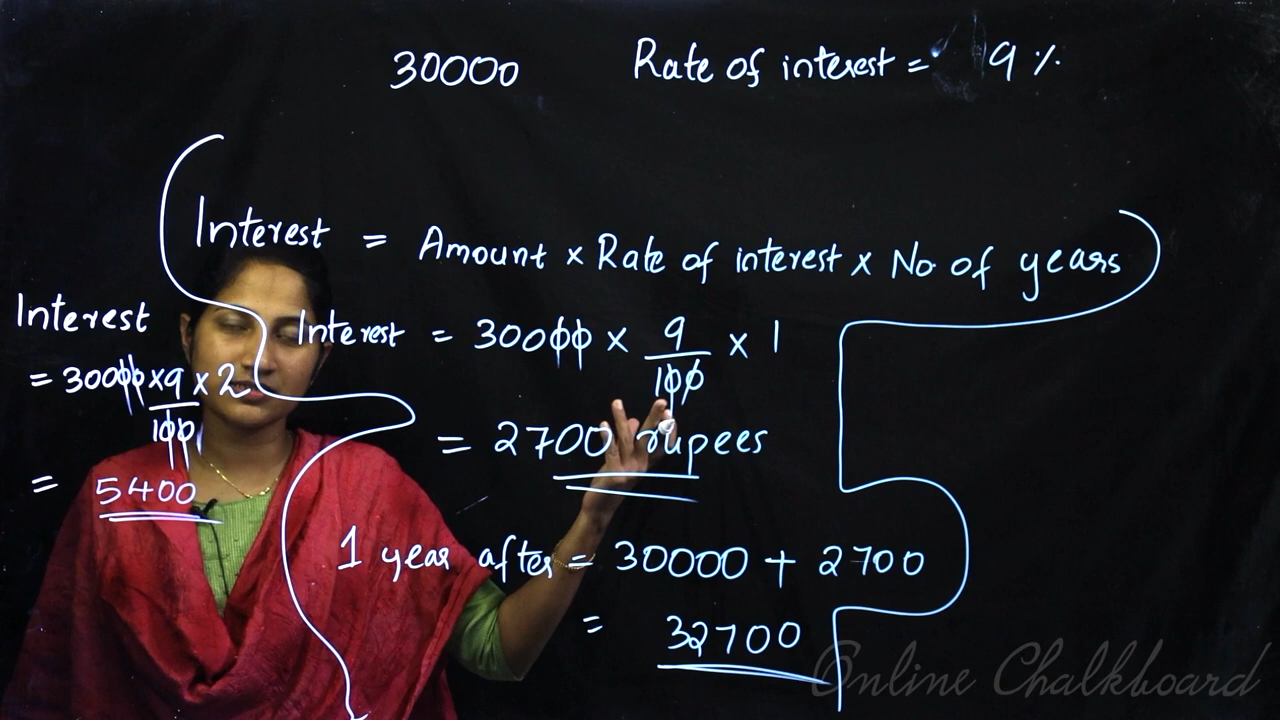 30000 Rate of interest = 9 %
Interest = Amount × Rate of interest × No. of years
Interest = 30000 × 9/100 × 1
= 2700 rupees
1 year after = 30000 + 2700
= 32700
Interest
= 30000 × 9/100 × 2
= 5400
Online Chalkboard